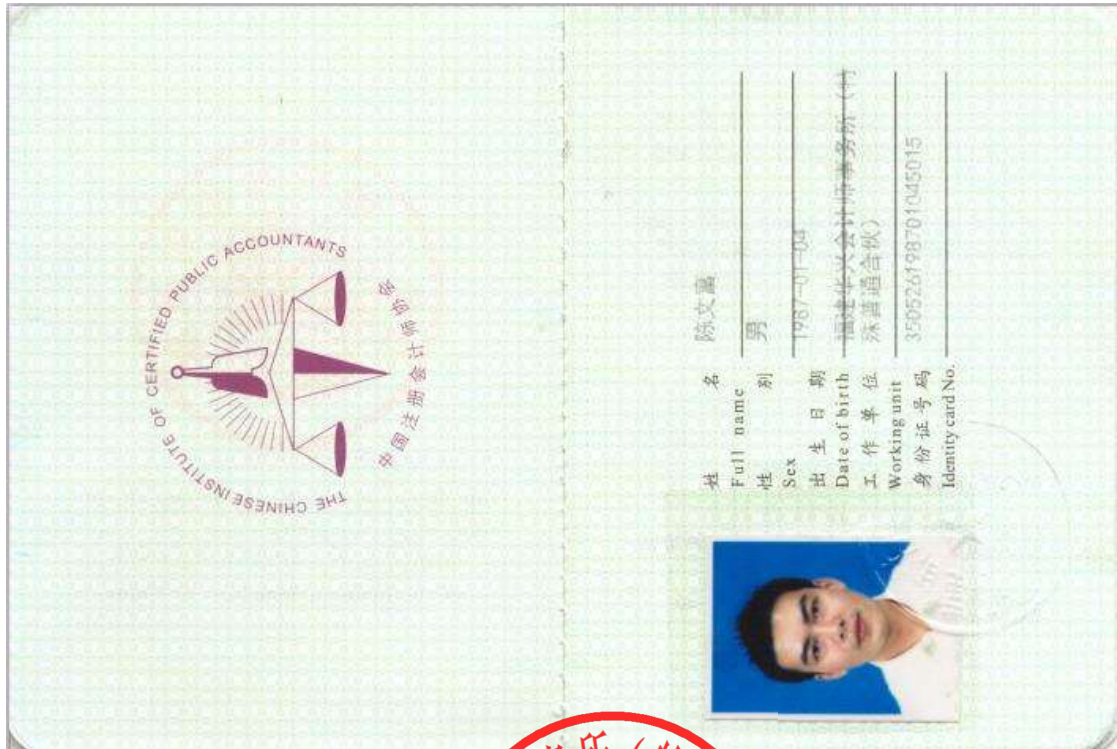 THE CHINESE INSTITUTE OF CERTIFIED PUBLIC ACCOUNTANTS
中国注册会计师协会
姓 名 陈文富
Full name
性 别 男
Sex
出 生 日 期 1987-01-04
Date of birth
工 作 单 位 福建华兴会计师事务所(特
Working unit 殊普通合伙)
身份证号码 350526198701045015
Identity card No.